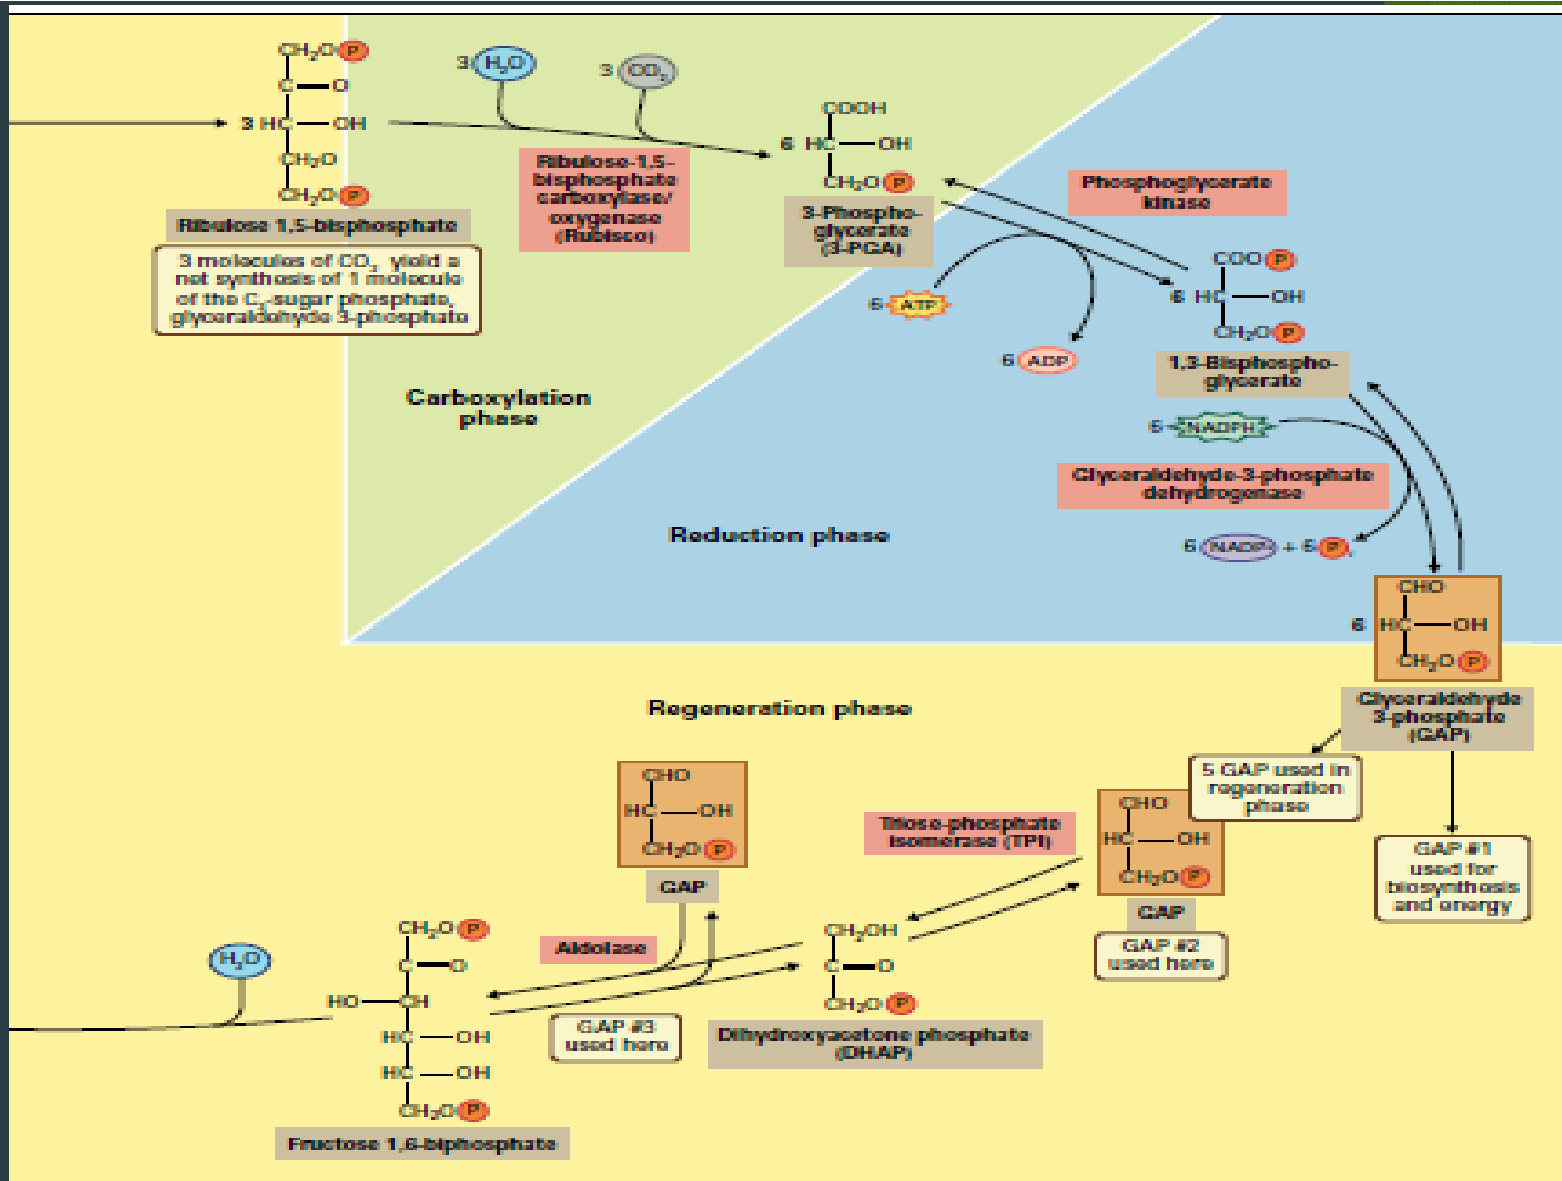 CH₂O P
C O
3 HC OH
CH₂O
CH₂O P
Ribulose 1,5-bisphosphate
3 molecules of CO₂ yield a
net synthesis of 1 molecule
of the C₃-sugar phosphate,
glyceraldehyde 3-phosphate
3 H₂O
3 CO₂
Ribulose-1,5-
bisphosphate
carboxylase/
oxygenase
(Rubisco)
Carboxylation
phase
COOH
6 HC OH
CH₂O P
3-Phospho-
glycerate
(3-PGA)
Phosphoglycerate
kinase
6 ATP
6 ADP
COO P
6 HC OH
CH₂O P
1,3-Bisphospho-
glycerate
6 NADPH
Glyceraldehyde-3-phosphate
dehydrogenase
6 NADP⁺ + 6 Pᵢ
Reduction phase
CHO
6 HC OH
CH₂O P
Glyceraldehyde
3-phosphate
(GAP)
5 GAP used in
regeneration
phase
GAP #1
used for
biosynthesis
and energy
Regeneration phase
CHO
HC OH
CH₂O P
GAP
GAP #2
used here
Triose-phosphate
isomerase (TPI)
CH₂OH
C O
CH₂O P
Dihydroxyacetone phosphate
(DHAP)
CHO
HC OH
CH₂O P
GAP
Aldolase
GAP #3
used here
CH₂O P
C O
HO CH
HC OH
HC OH
CH₂O P
Fructose 1,6-biphosphate
H₂O